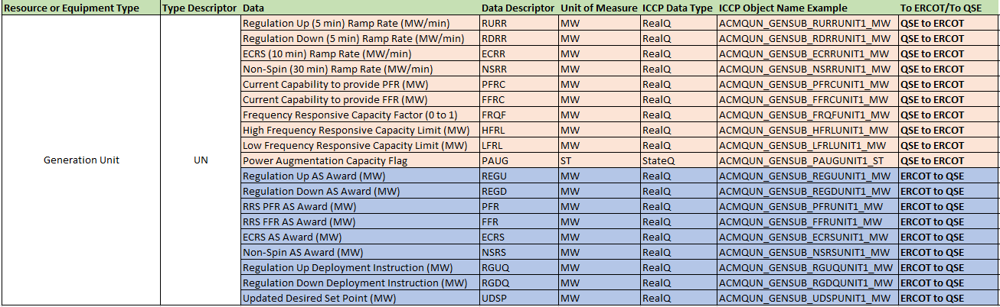 Resource or Equipment Type Type Descriptor Data Data Descriptor Unit of Measure ICCP Data Type ICCP Object Name Example To ERCOT/To QSE
Regulation Up (5 min) Ramp Rate (MW/min) RURR MW RealQ ACMQUN_GENSUB_RURRUNIT1_MW QSE to ERCOT
Regulation Down (5 min) Ramp Rate (MW/min) RDRR MW RealQ ACMQUN_GENSUB_RDRRUNIT1_MW QSE to ERCOT
ECRS (10 min) Ramp Rate (MW/min) ECRR MW RealQ ACMQUN_GENSUB_ECRRUNIT1_MW QSE to ERCOT
Non-Spin (30 min) Ramp Rate (MW/min) NSRR MW RealQ ACMQUN_GENSUB_NSRRUNIT1_MW QSE to ERCOT
Current Capability to provide PFR (MW) PFRC MW RealQ ACMQUN_GENSUB_PFRCUNIT1_MW QSE to ERCOT
Current Capability to provide FFR (MW) FFRC MW RealQ ACMQUN_GENSUB_FFRCUNIT1_MW QSE to ERCOT
Frequency Responsive Capacity Factor (0 to 1) FRQF MW RealQ ACMQUN_GENSUB_FRQFUNIT1_MW QSE to ERCOT
High Frequency Responsive Capacity Limit (MW) HFRL MW RealQ ACMQUN_GENSUB_HFRLUNIT1_MW QSE to ERCOT
Low Frequency Responsive Capacity Limit (MW) LFRL MW RealQ ACMQUN_GENSUB_LFRLUNIT1_MW QSE to ERCOT
Generation Unit UN Power Augmentation Capacity Flag PAUG ST StateQ ACMQUN_GENSUB_PAUGUNIT1_ST QSE to ERCOT
Regulation Up AS Award (MW) REGU MW RealQ ACMQUN_GENSUB_REGUUNIT1_MW ERCOT to QSE
Regulation Down AS Award (MW) REGD MW RealQ ACMQUN_GENSUB_REGDUNIT1_MW ERCOT to QSE
RRS PFR AS Award (MW) PFR MW RealQ ACMQUN_GENSUB_PFRUNIT1_MW ERCOT to QSE
RRS FFR AS Award (MW) FFR MW RealQ ACMQUN_GENSUB_FFRUNIT1_MW ERCOT to QSE
ECRS AS Award (MW) ECRS MW RealQ ACMQUN_GENSUB_ECRSUNIT1_MW ERCOT to QSE
Non-Spin AS Award (MW) NSRS MW RealQ ACMQUN_GENSUB_NSRSUNIT1_MW ERCOT to QSE
Regulation Up Deployment Instruction (MW) RGUQ MW RealQ ACMQUN_GENSUB_RGUQUNIT1_MW ERCOT to QSE
Regulation Down Deployment Instruction (MW) RGDQ MW RealQ ACMQUN_GENSUB_RGDQUNIT1_MW ERCOT to QSE
Updated Desired Set Point (MW) UDSP MW RealQ ACMQUN_GENSUB_UDSPUNIT1_MW ERCOT to QSE